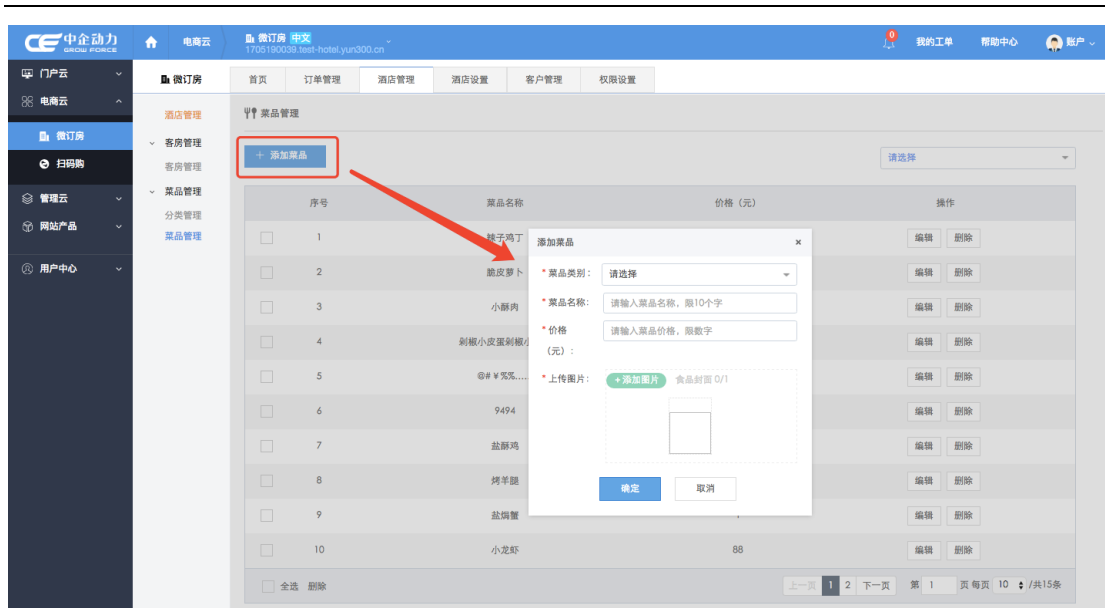 中企动力
GROW FORCE
电商云
微订房 中文
1705190039.test-hotel.yun300.cn
9
我的工单
帮助中心
账户
门户云
电商云
微订房
扫码购
管理云
网站产品
用户中心
微订房
酒店管理
客房管理
客房管理
菜品管理
分类管理
菜品管理
首页 订单管理 酒店管理 酒店设置 客户管理 权限设置
菜品管理
+ 添加菜品
请选择
序号 菜品名称 价格（元） 操作
1 辣子鸡丁 编辑 删除
2 脆皮萝卜 编辑 删除
3 小酥肉 编辑 删除
4 剁椒小皮蛋剁椒小 编辑 删除
5 @#￥%%.... 编辑 删除
6 9494 编辑 删除
7 盐酥鸡 编辑 删除
8 烤羊腿 编辑 删除
9 盐焗蟹 编辑 删除
10 小龙虾 88 编辑 删除
全选 删除
上一页 1 2 下一页 第 1 页 每页 10 /共15条
添加菜品 ×
* 菜品类别： 请选择
* 菜品名称: 请输入菜品名称，限10个字
* 价格（元）: 请输入菜品价格，限数字
* 上传图片: +添加图片 食品封面 0/1
确定 取消